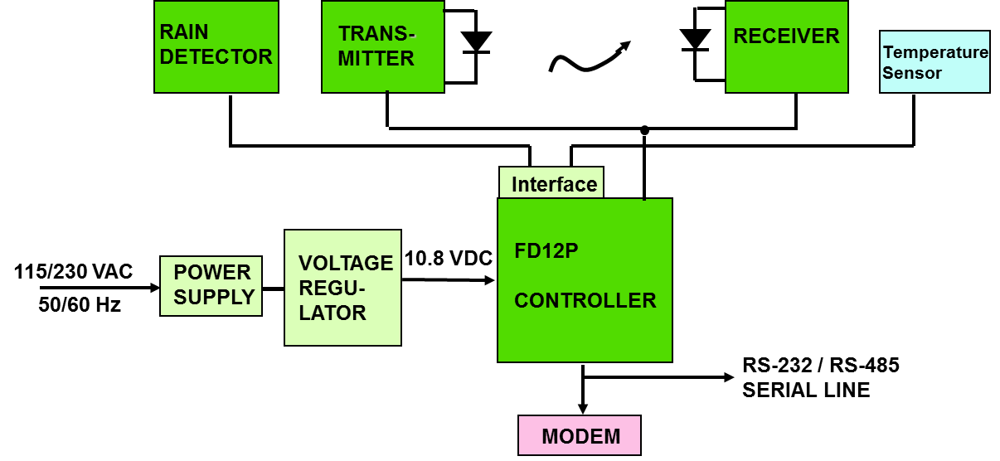 RAIN
DETECTOR
TRANS-
MITTER
RECEIVER
Temperature
Sensor
Interface
FD12P
CONTROLLER
115/230 VAC
50/60 Hz
POWER
SUPPLY
VOLTAGE
REGU-
LATOR
10.8 VDC
RS-232 / RS-485
SERIAL LINE
MODEM